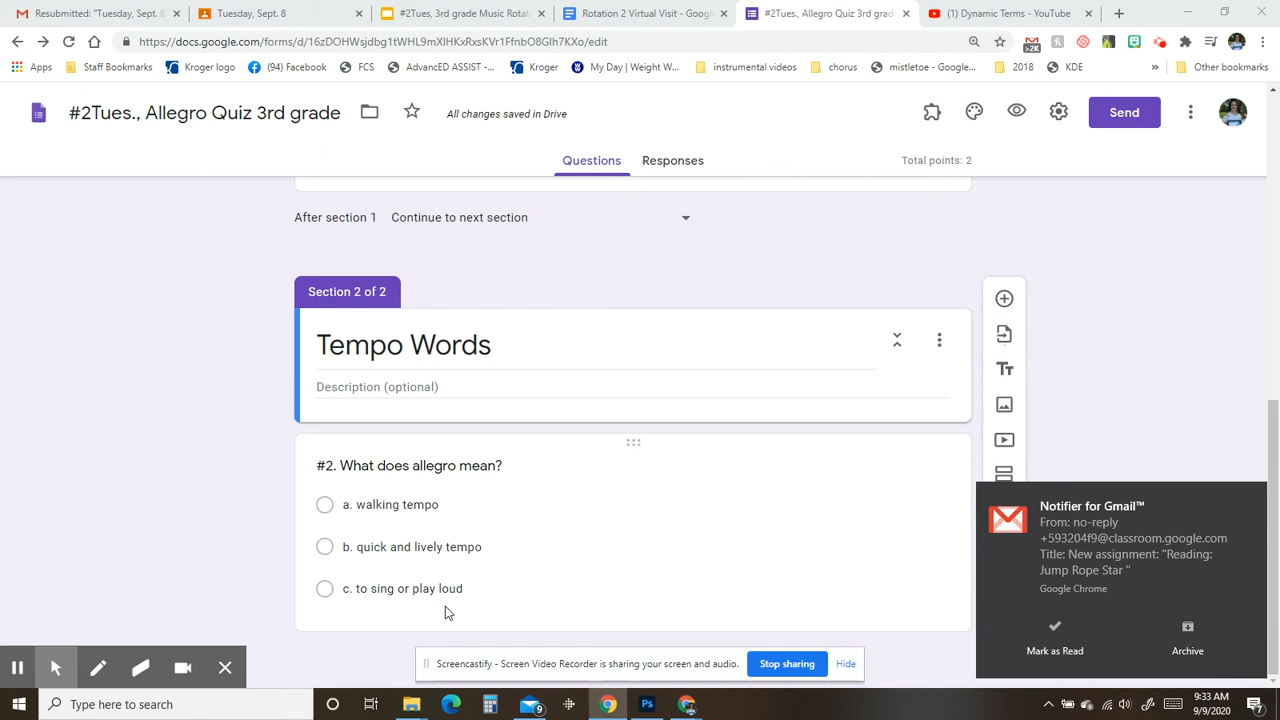 Resubmitted: "Tuesday, Sept. 8
Tuesday, Sept. 8
#2Tues, 3rd grade Music Rotat
Rotation 2 Virtual Visit - Google
#2Tues., Allegro Quiz 3rd grade
(1) Dynamic Terms - YouTube
https://docs.google.com/forms/d/16zDOHWsjdbg1tWHL9nXIHKxRxsKVr1FfnbO8GIh7KXo/edit
>2K
Apps
Staff Bookmarks
Kroger logo
(94) Facebook
FCS
AdvancED ASSIST -...
Kroger
My Day | Weight W...
instrumental videos
chorus
mistletoe - Google...
2018
KDE
»
Other bookmarks
#2Tues., Allegro Quiz 3rd grade
All changes saved in Drive
Send
Questions
Responses
Total points: 2
After section 1 Continue to next section
Section 2 of 2
Tempo Words
Description (optional)
Tт
#2. What does allegro mean?
a. walking tempo
b. quick and lively tempo
c. to sing or play loud
Notifier for Gmail™
From: no-reply
+593204f9@classroom.google.com
Title: New assignment: "Reading:
Jump Rope Star "
Google Chrome
Mark as Read
Archive
Screencastify - Screen Video Recorder is sharing your screen and audio.
Stop sharing
Hide
Type here to search
9
9:33 AM
9/9/2020
7